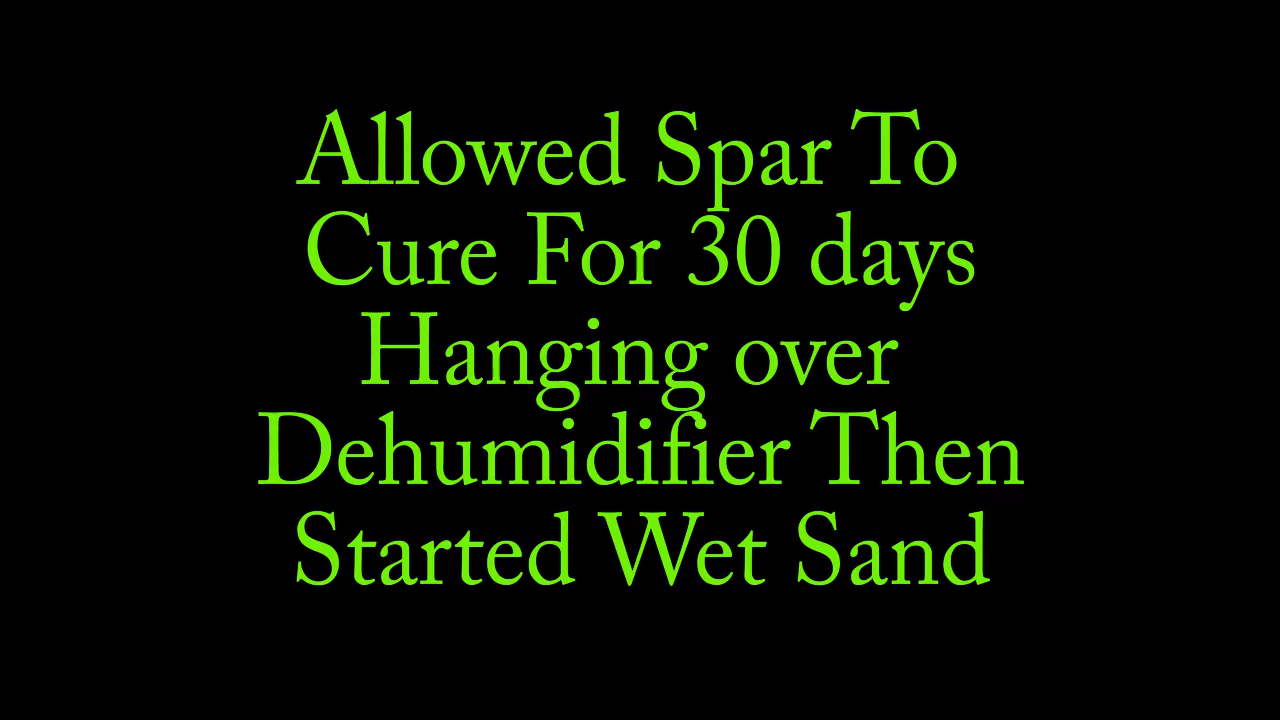 Allowed Spar To
Cure For 30 days
Hanging over
Dehumidifier Then
Started Wet Sand